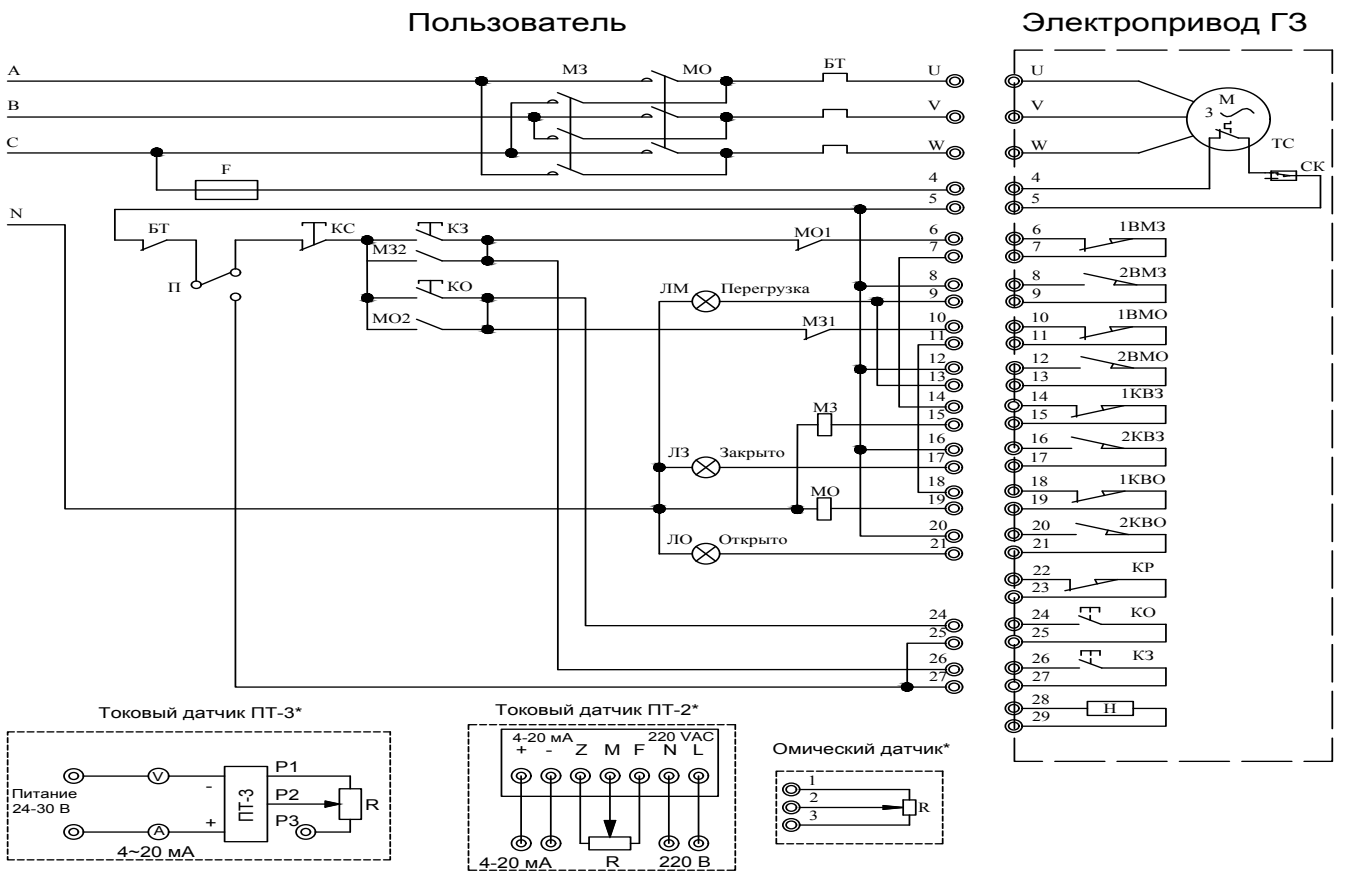 Пользователь
Электропривод ГЗ
A
МЗ
МО
БТ
U
U
B
V
V
M
3
C
W
W
ТС
F
4
4
СК
5
5
N
БТ
КС
КЗ
МО1
6
6
1ВМЗ
МЗ2
7
7
П
КО
ЛМ
Перегрузка
8
8
2ВМЗ
9
9
МО2
МЗ1
10
10
1ВМО
11
11
12
12
2ВМО
13
13
МЗ
14
14
1КВЗ
15
15
ЛЗ
Закрыто
16
16
2КВЗ
17
17
МО
18
18
1КВО
19
19
ЛО
Открыто
20
20
2КВО
21
21
22
КР
23
24
24
КО
25
25
26
26
КЗ
27
27
28
Н
29
Токовый датчик ПТ-3*
Питание
24-30 В
V
-
P1
ПТ-3
P2
R
A
+
P3
4~20 мА
Токовый датчик ПТ-2*
4-20 мА
220 VAC
+ - Z M F N L
4-20 мА
R
220 В
Омический датчик*
1
2
3
R